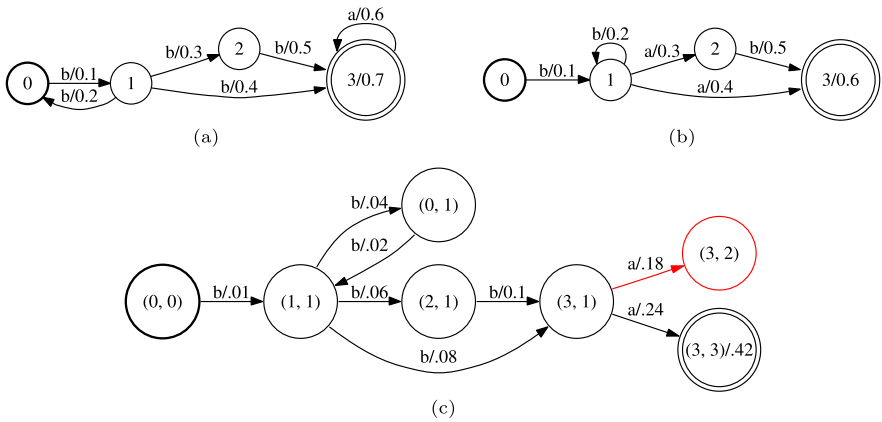 a/0.6
b/0.2
b/0.3 2 b/0.5
a/0.3 2 b/0.5
0 b/0.1 1 3/0.7
0 b/0.1 1 3/0.6
b/0.2 b/0.4
a/0.4
(a) (b)
b/.04 (0, 1)
b/.02
(3, 2)
a/.18
(0, 0) b/.01 (1, 1) b/.06 (2, 1) b/0.1 (3, 1)
a/.24
(3, 3)/.42
b/.08
(c)